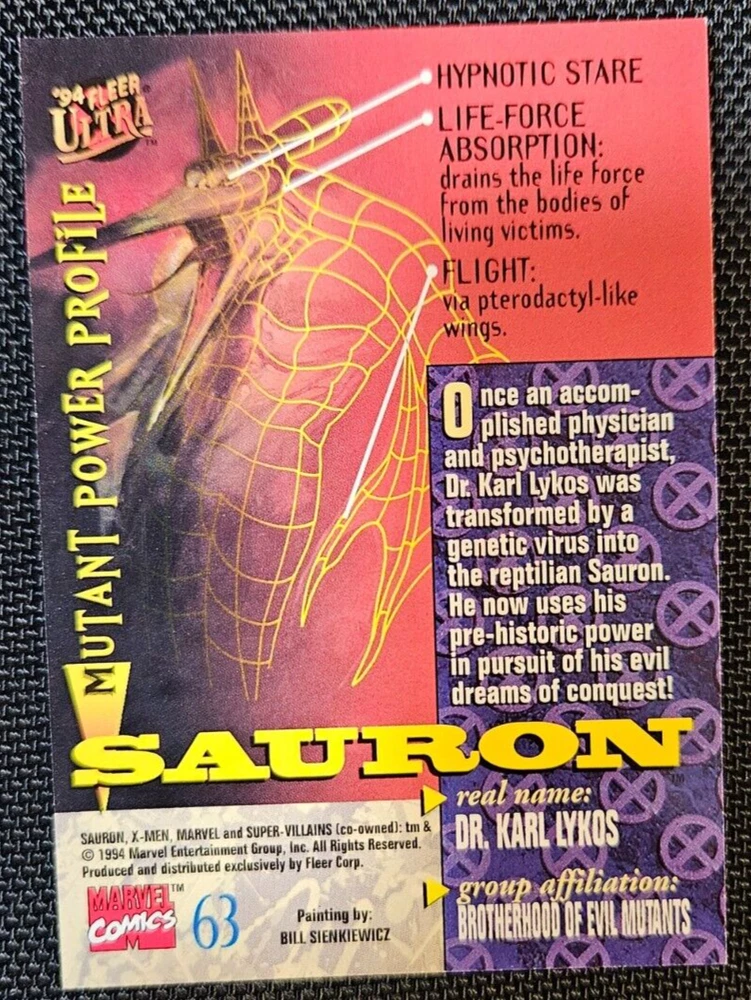 '94 FLEER
ULTRA™
MUTANT POWER PROFILE
HYPNOTIC STARE
LIFE-FORCE
ABSORPTION:
drains the life force
from the bodies of
living victims.
FLIGHT:
via pterodactyl-like
wings.
Once an accom-
plished physician
and psychotherapist,
Dr. Karl Lykos was
transformed by a
genetic virus into
the reptilian Sauron.
He now uses his
pre-historic power
in pursuit of his evil
dreams of conquest!
SAURON™
real name:
DR. KARL LYKOS
group affiliation:
BROTHERHOOD OF EVIL MUTANTS
SAURON, X-MEN, MARVEL and SUPER-VILLAINS (co-owned): tm &
© 1994 Marvel Entertainment Group, Inc. All Rights Reserved.
Produced and distributed exclusively by Fleer Corp.
MARVEL™
COMICS
M
63
Painting by:
BILL SIENKIEWICZ